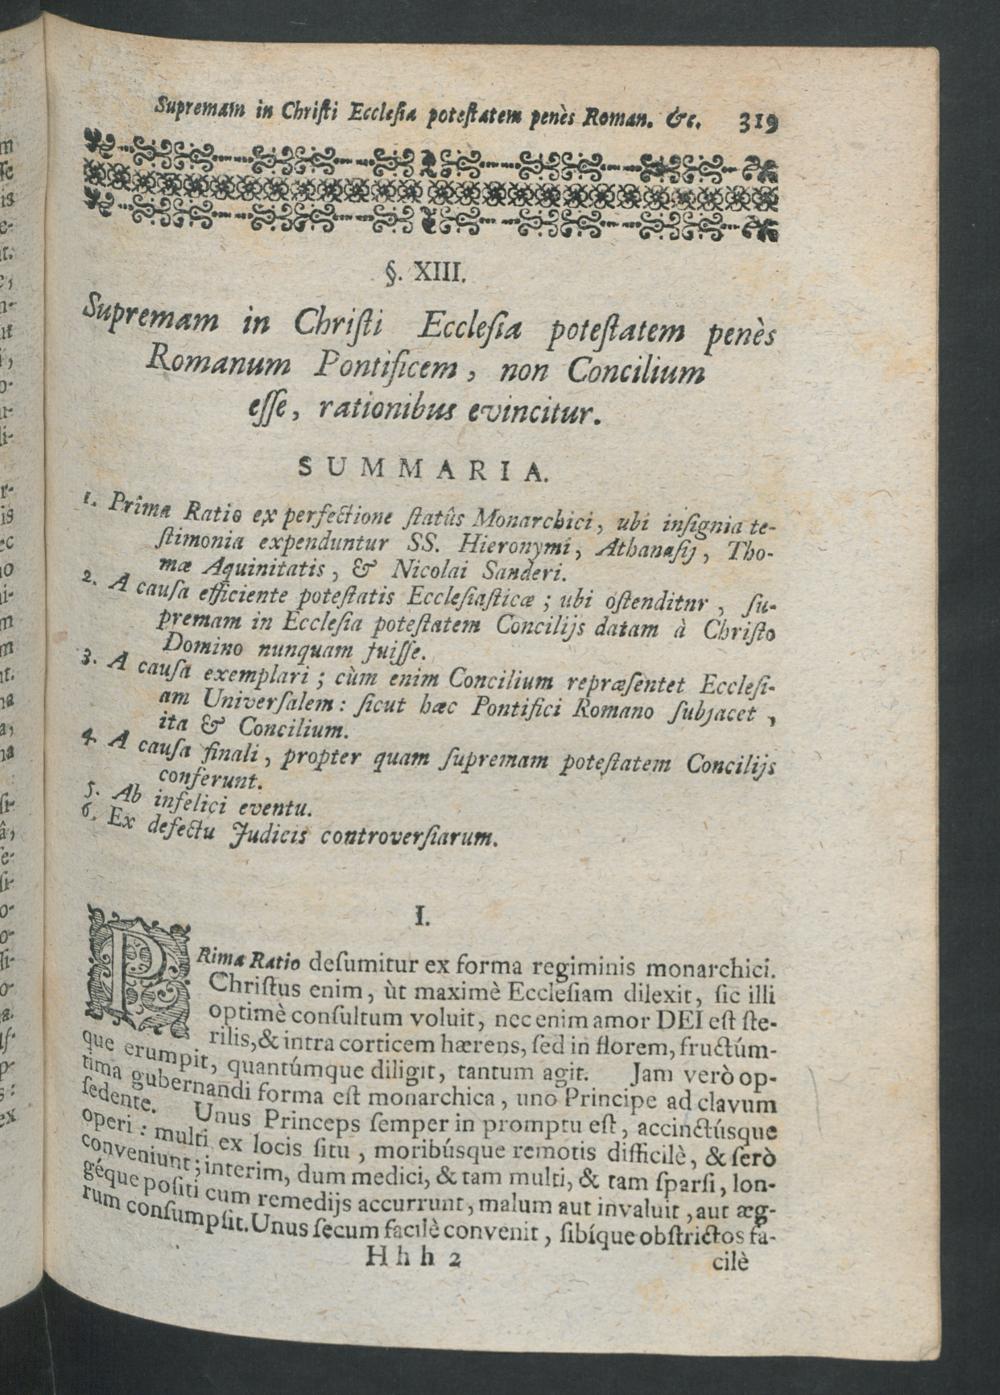 Supremam in Christi Ecclesia potestatem penès Roman. &c. 319
§. XIII.
Supremam in Christi Ecclesia potestatem penès
Romanum Pontificem, non Concilium
esse, rationibus evincitur.
SUMMARIA.
1. Prima Ratio ex perfectione statûs Monarchici, ubi insignia te-
stimonia expenduntur SS. Hieronymi, Athanasij, Tho-
mæ Aquinitatis, & Nicolai Sanderi.
2. A causa efficiente potestatis Ecclesiasticæ; ubi ostenditnr, su-
premam in Ecclesia potestatem Concilijs datam à Christo
Domino nunquam fuisse.
3. A causa exemplari; cùm enim Concilium repræsentet Ecclesi-
am Universalem: sicut hæc Pontifici Romano subjacet,
ita & Concilium.
4. A causa finali, propter quam supremam potestatem Concilijs
conferunt.
5. Ab infelici eventu.
6. Ex defectu Judicis controversiarum.
I.
PRima Ratio desumitur ex forma regiminis monarchici.
Christus enim, ùt maximè Ecclesiam dilexit, sic illi
optimè consultum voluit, nec enim amor DEI est ste-
rilis, & intra corticem hærens, sed in florem, fructúm-
que erumpit, quantúmque diligit, tantum agit. Jam verò op-
tima gubernandi forma est monarchica, uno Principe ad clavum
sedente. Unus Princeps semper in promptu est, accinctúsque
operi: multi ex locis situ, moribúsque remotis difficilè, & serò
conveniunt; interim, dum medici, & tam multi, & tam sparsi, lon-
géque positi cum remedijs accurrunt, malum aut invaluit, aut æg-
rum consumpsit. Unus secum facilè convenit, sibíque obstrictos fa-
Hhh 2 cilè